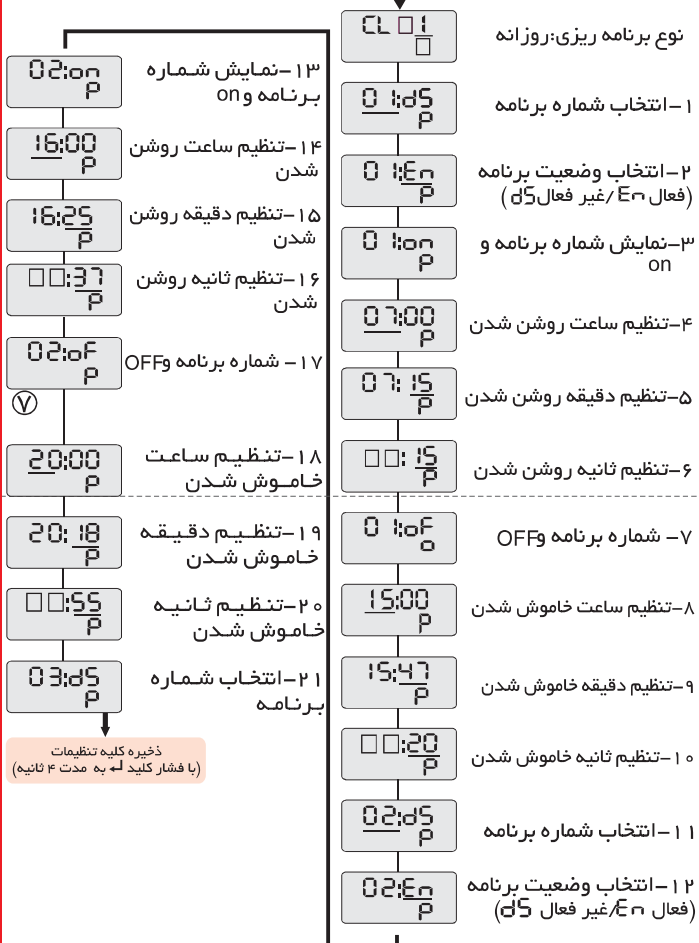 CL 01
نوع برنامه ریزی:روزانه
01:dS
P
۱-انتخاب شماره برنامه
01:En
P
۲-انتخاب وضعیت برنامه
(فعال En/غیر فعالdS)
01:on
P
۳-نمایش شماره برنامه و
on
07:00
P
۴-تنظیم ساعت روشن شدن
07:15
P
۵-تنظیم دقیقه روشن شدن
□□:15
P
۶-تنظیم ثانیه روشن شدن
01:oF
o
۷- شماره برنامه وOFF
15:00
P
۸-تنظیم ساعت خاموش شدن
15:47
P
۹-تنظیم دقیقه خاموش شدن
□□:20
P
۱۰-تنظیم ثانیه خاموش شدن
02:dS
P
۱۱-انتخاب شماره برنامه
02:En
P
۱۲-انتخاب وضعیت برنامه
(فعال En/غیر فعال dS)
02:on
P
۱۳-نمایش شماره
برنامه وon
16:00
P
۱۴-تنظیم ساعت روشن
شدن
16:25
P
۱۵-تنظیم دقیقه روشن
شدن
□□:37
P
۱۶-تنظیم ثانیه روشن
شدن
02:oF
P
۱۷- شماره برنامه وOFF
۷
20:00
P
۱۸-تنظیم ساعت
خاموش شدن
20:18
P
۱۹-تنظیم دقیقه
خاموش شدن
□□:55
P
۲۰-تنظیم ثانیه
خاموش شدن
03:dS
P
۲۱-انتخاب شماره
برنامه
ذخیره کلیه تنظیمات
(با فشار کلید ↵ به مدت ۴ ثانیه)